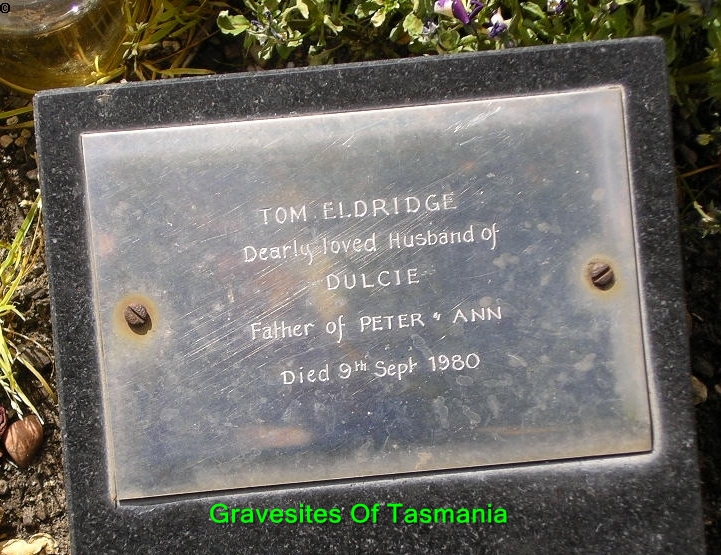 ©
TOM ELDRIDGE
Dearly loved Husband of
DULCIE
Father of PETER & ANN
Died 9th Sept 1980
Gravesites Of Tasmania